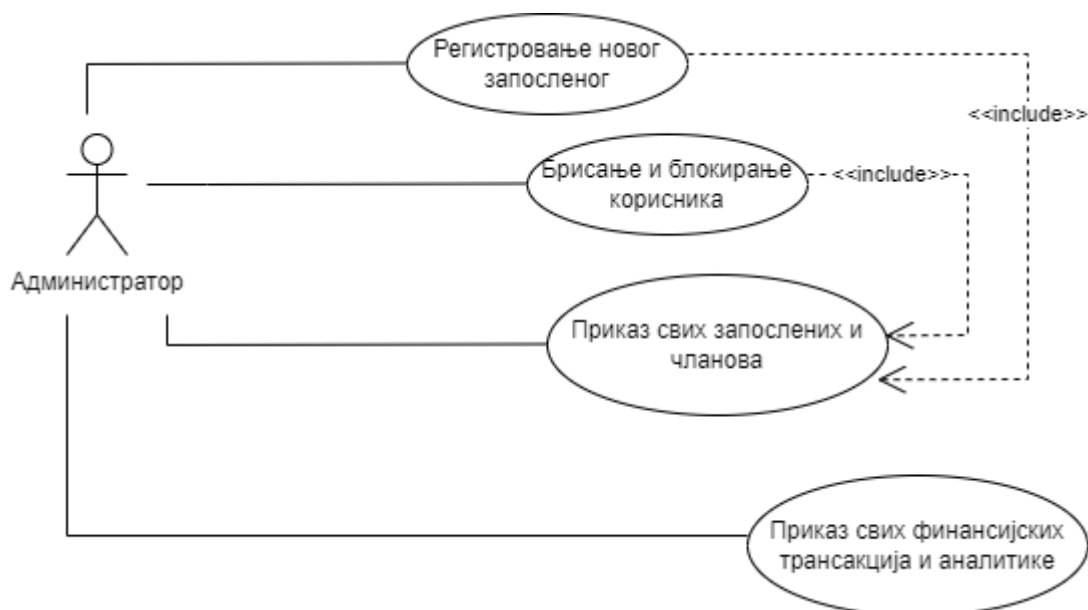 Регистровање новог
запосленог
<<include>>
Брисање и блокирање
корисника
<<include>>
Администратор
Приказ свих запослених и
чланова
Приказ свих финансијских
трансакција и аналитике